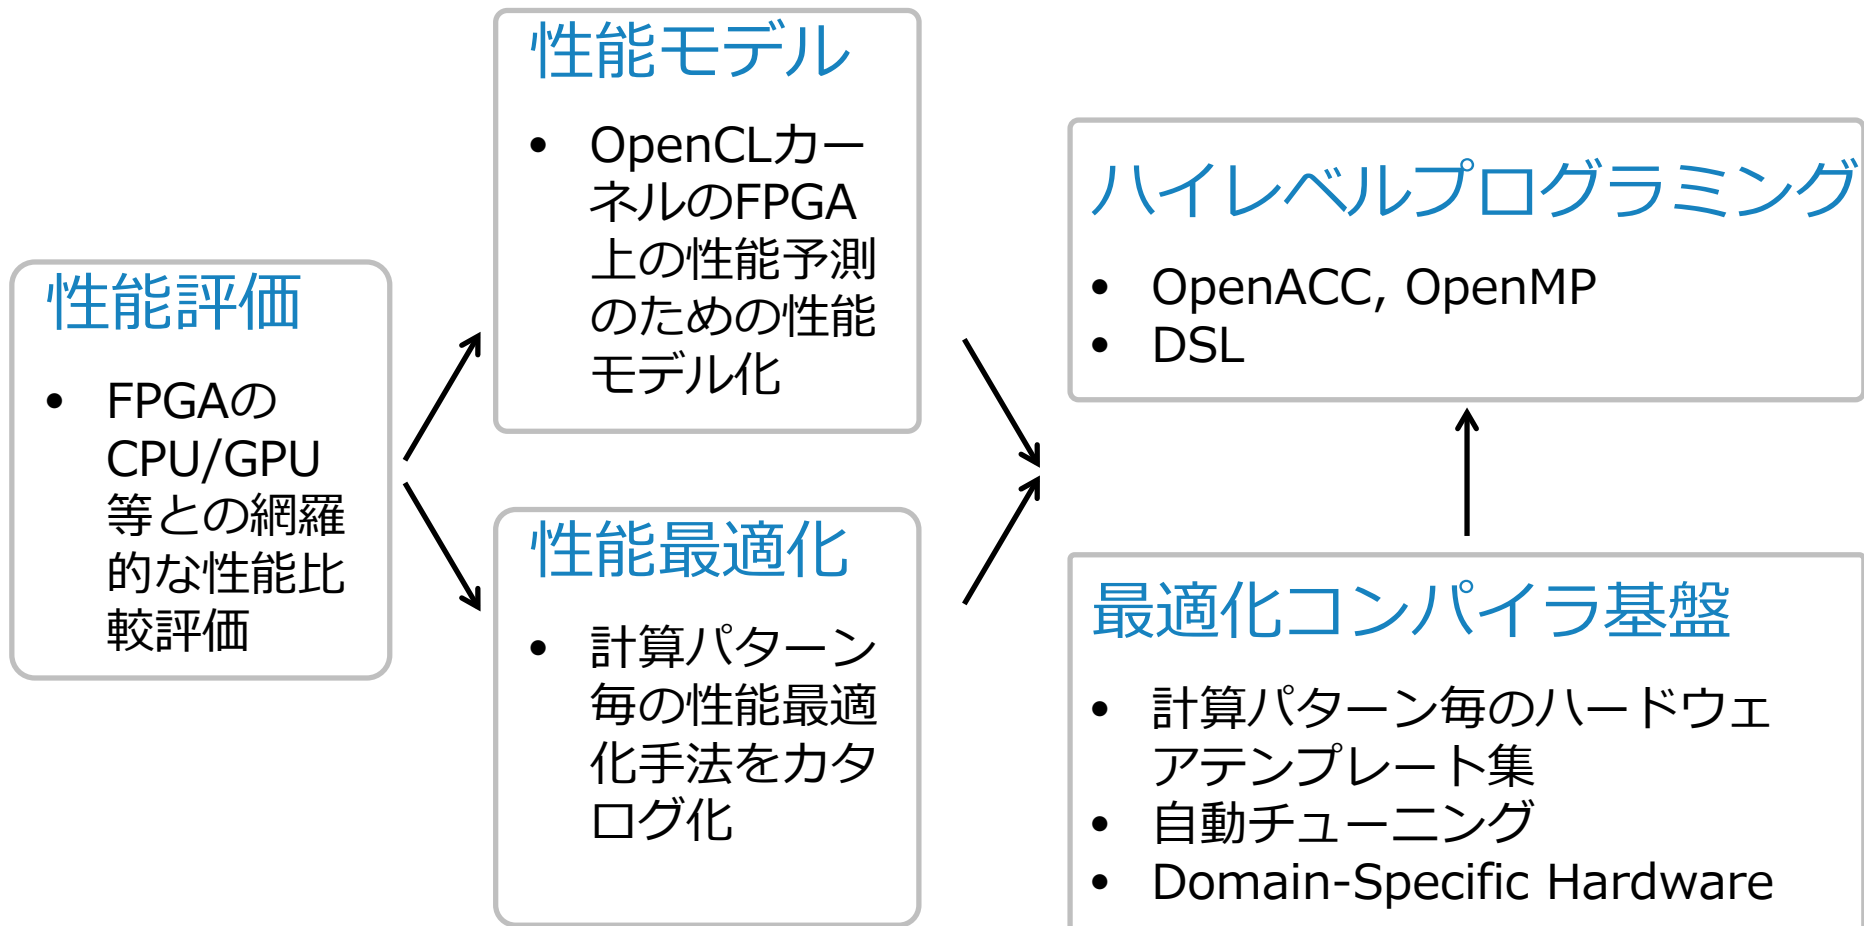 性能評価
• FPGAの
CPU/GPU
等との網羅
的な性能比
較評価
性能モデル
• OpenCLカー
ネルのFPGA
上の性能予測
のための性能
モデル化
性能最適化
• 計算パターン
毎の性能最適
化手法をカタ
ログ化
ハイレベルプログラミング
• OpenACC, OpenMP
• DSL
最適化コンパイラ基盤
• 計算パターン毎のハードウェ
アテンプレート集
• 自動チューニング
• Domain-Specific Hardware